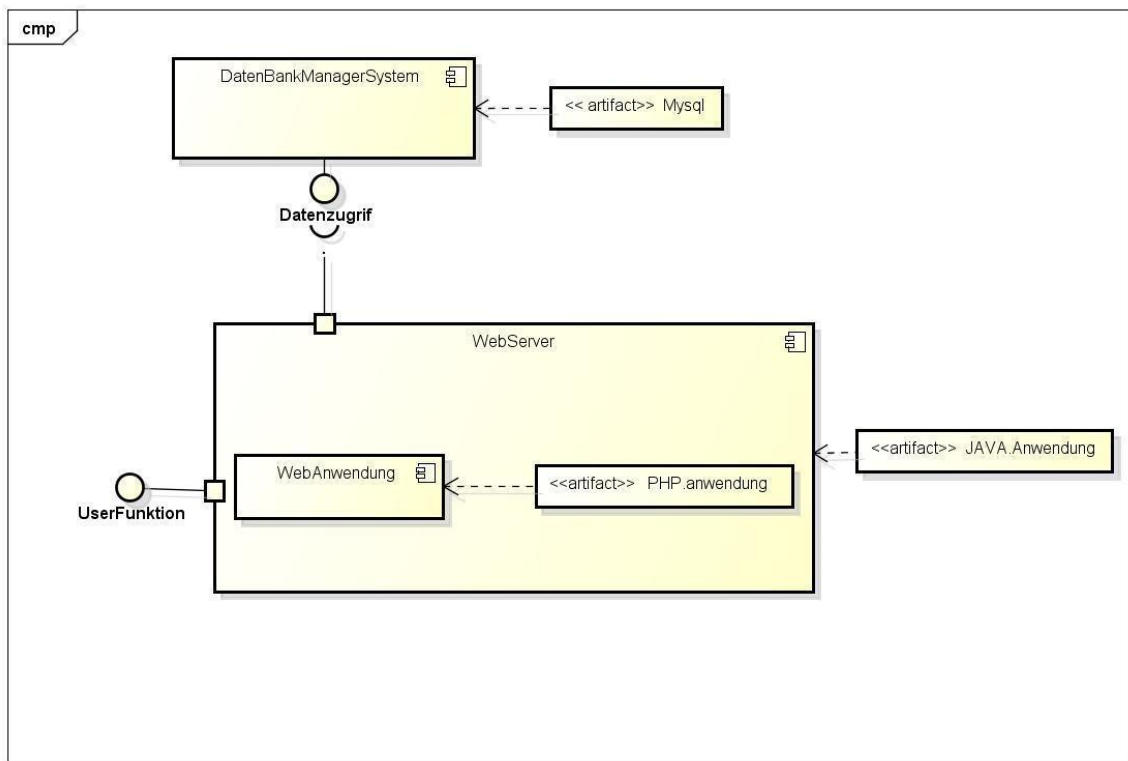 cmp
DatenBankManagerSystem
<< artifact>> Mysql
Datenzugrif
WebServer
<<artifact>> JAVA.Anwendung
WebAnwendung
<<artifact>> PHP.anwendung
UserFunktion